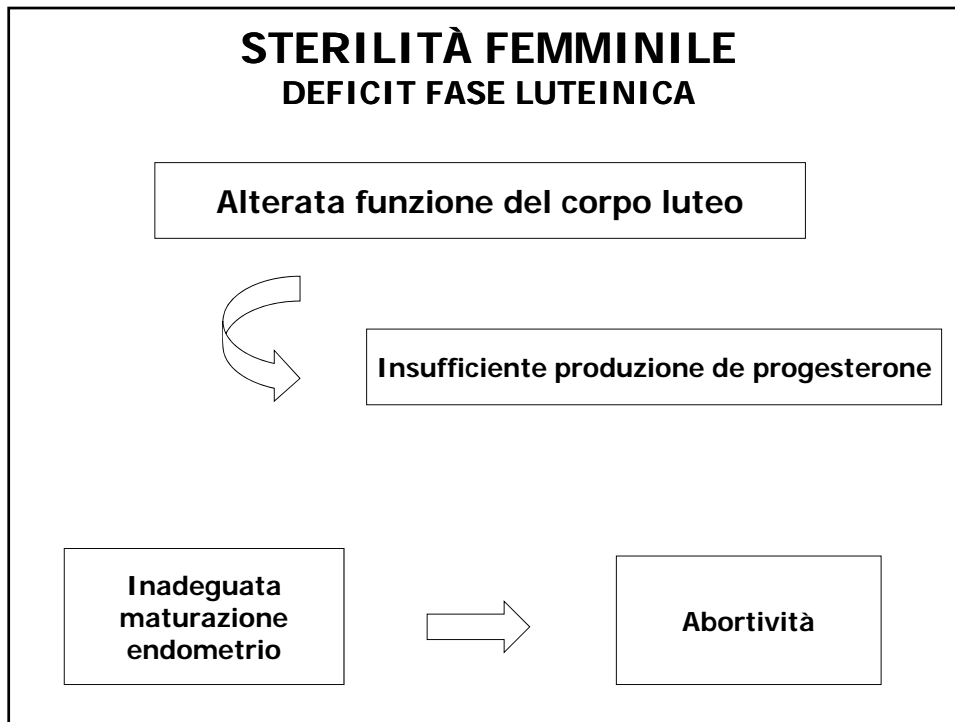 STERILITÀ FEMMINILE
DEFICIT FASE LUTEINICA
Alterata funzione del corpo luteo
Insufficiente produzione de progesterone
Inadeguata
maturazione
endometrio
Abortività